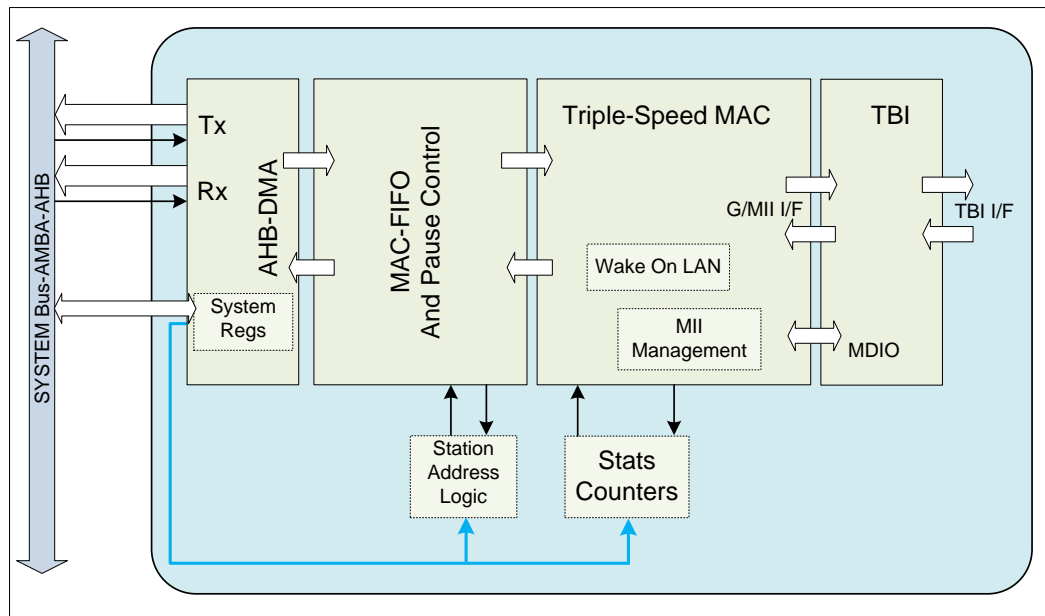 SYSTEM Bus-AMBA-AHB
Tx
Rx
AHB-DMA
System
Regs
MAC-FIFO
And Pause Control
Triple-Speed MAC
G/MII I/F
Wake On LAN
MII
Management
MDIO
TBI
TBI I/F
Station
Address
Logic
Stats
Counters